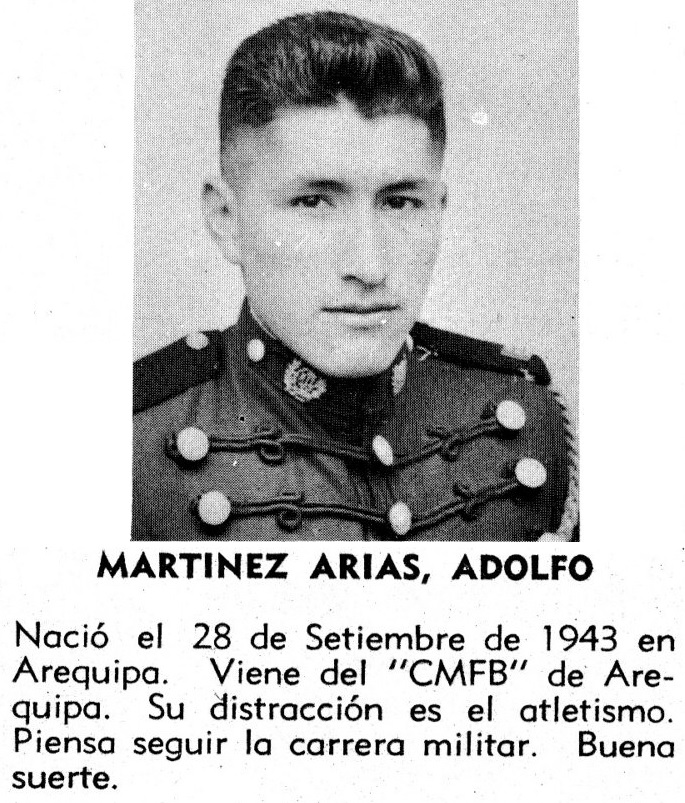 MARTINEZ ARIAS, ADOLFO
Nació el 28 de Setiembre de 1943 en
Arequipa. Viene del "CMFB" de Are-
quipa. Su distracción es el atletismo.
Piensa seguir la carrera militar. Buena
suerte.